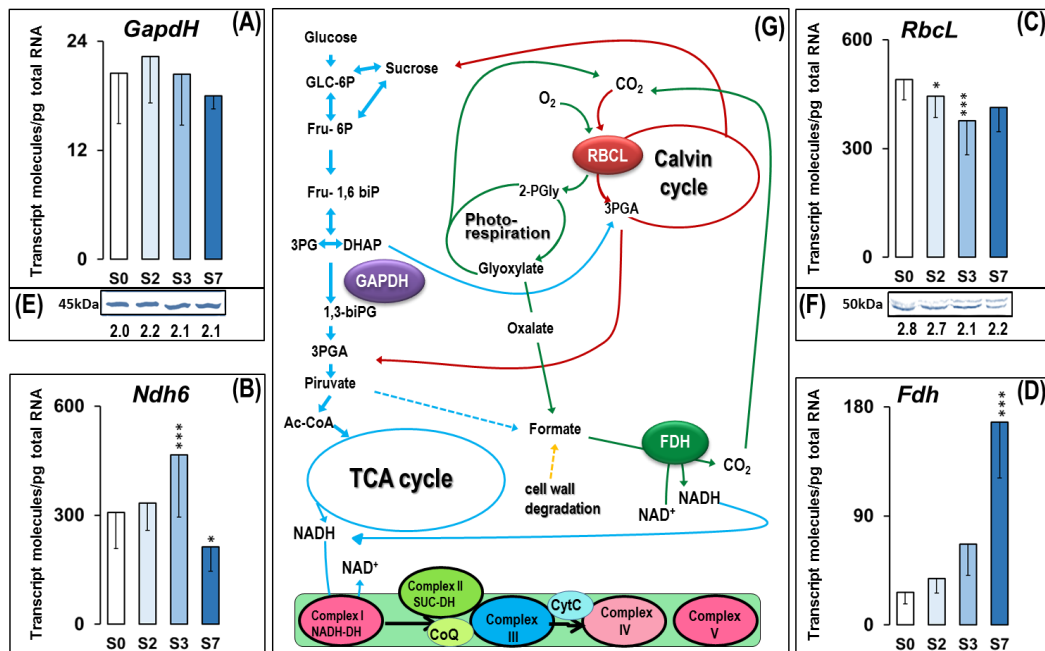 (A)
GapdH
Transcript molecules/pg total RNA
24
12
0
S0 S2 S3 S7
(E)
45kDa
2.0 2.2 2.1 2.1
(B)
Ndh6
Transcript molecules/pg total RNA
600
300
0
***
*
S0 S2 S3 S7
(G)
Glucose
GLC-6P
Sucrose
Fru- 6P
Fru- 1,6 biP
3PG
DHAP
GAPDH
1,3-biPG
3PGA
Piruvate
Ac-CoA
TCA cycle
NADH
NAD+
O2
CO2
RBCL
Calvin
cycle
2-PGly
3PGA
Photo-
respiration
Glyoxylate
Oxalate
Formate
FDH
CO2
NADH
NAD+
cell wall
degradation
Complex I
NADH-DH
Complex II
SUC-DH
CoQ
Complex
III
CytC
Complex
IV
Complex
V
(C)
RbcL
Transcript molecules/pg total RNA
600
300
0
*
***
S0 S2 S3 S7
(F)
50kDa
2.8 2.7 2.1 2.2
(D)
Fdh
Transcript molecules/pg total RNA
180
90
0
***
S0 S2 S3 S7